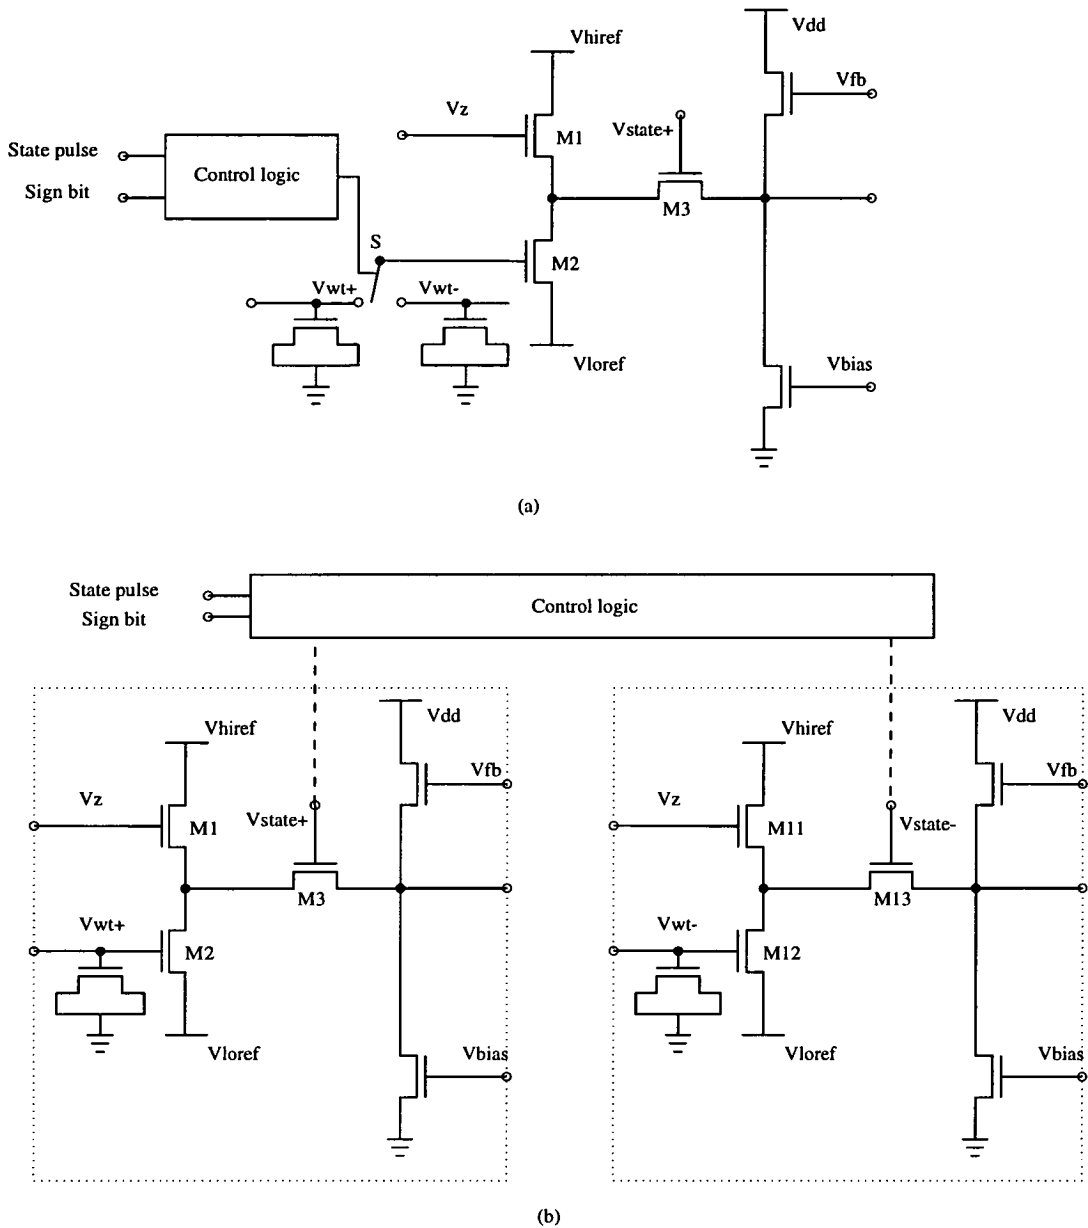 Vdd
Vhiref
Vfb
Vz
Vstate+
M1
State pulse
Control logic
Sign bit
M3
S
M2
Vwt+
Vwt-
Vloref
Vbias
(a)
State pulse
Control logic
Sign bit
Vdd
Vhiref
Vfb
Vz
M1
Vstate+
M3
Vwt+
M2
Vloref
Vbias
Vdd
Vhiref
Vfb
Vz
M11
Vstate-
M13
Vwt-
M12
Vloref
Vbias
(b)